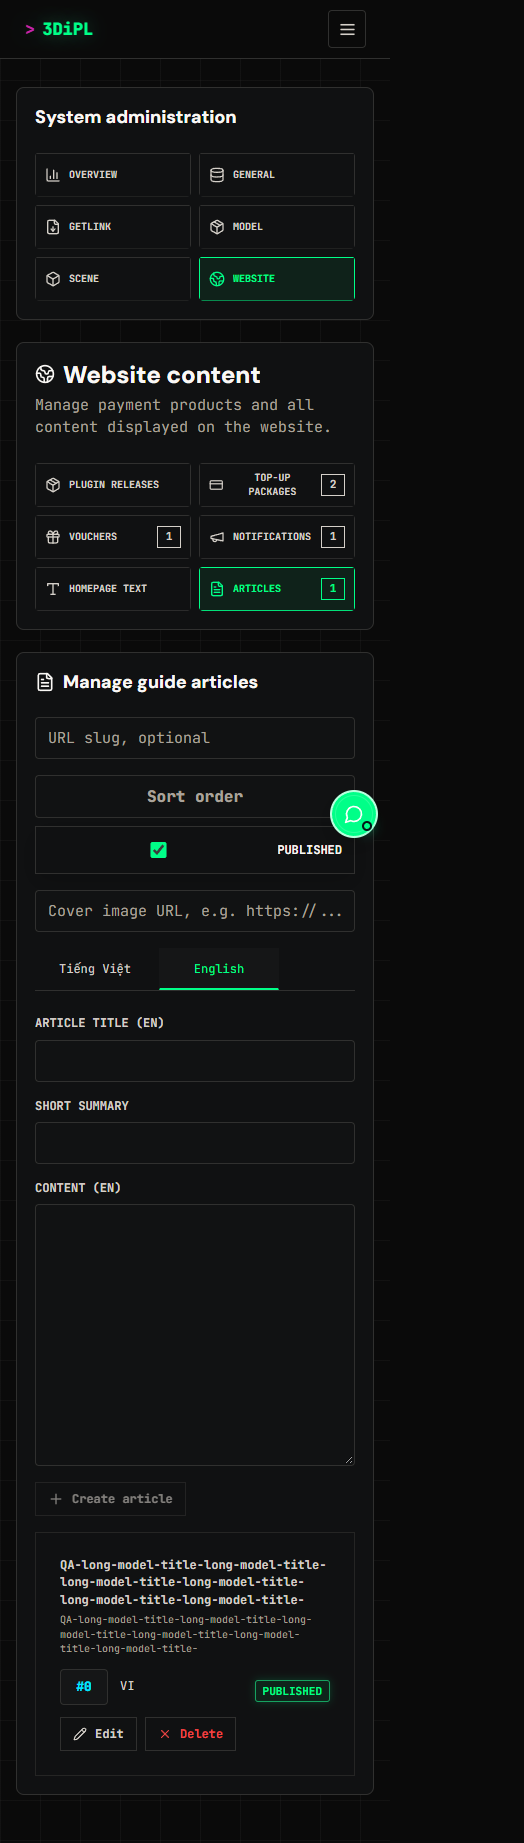 > 3DiPL
System administration
OVERVIEW
GENERAL
GETLINK
MODEL
SCENE
WEBSITE
Website content
Manage payment products and all
content displayed on the website.
PLUGIN RELEASES
TOP-UP
PACKAGES
2
VOUCHERS
1
NOTIFICATIONS
1
HOMEPAGE TEXT
ARTICLES
1
Manage guide articles
URL slug, optional
Sort order
PUBLISHED
Cover image URL, e.g. https://...
Tiếng Việt
English
ARTICLE TITLE (EN)
SHORT SUMMARY
CONTENT (EN)
Create article
QA-long-model-title-long-model-title-
long-model-title-long-model-title-
long-model-title-long-model-title-
QA-long-model-title-long-model-title-long-
model-title-long-model-title-long-model-
title-long-model-title-
#0
VI
PUBLISHED
Edit
Delete